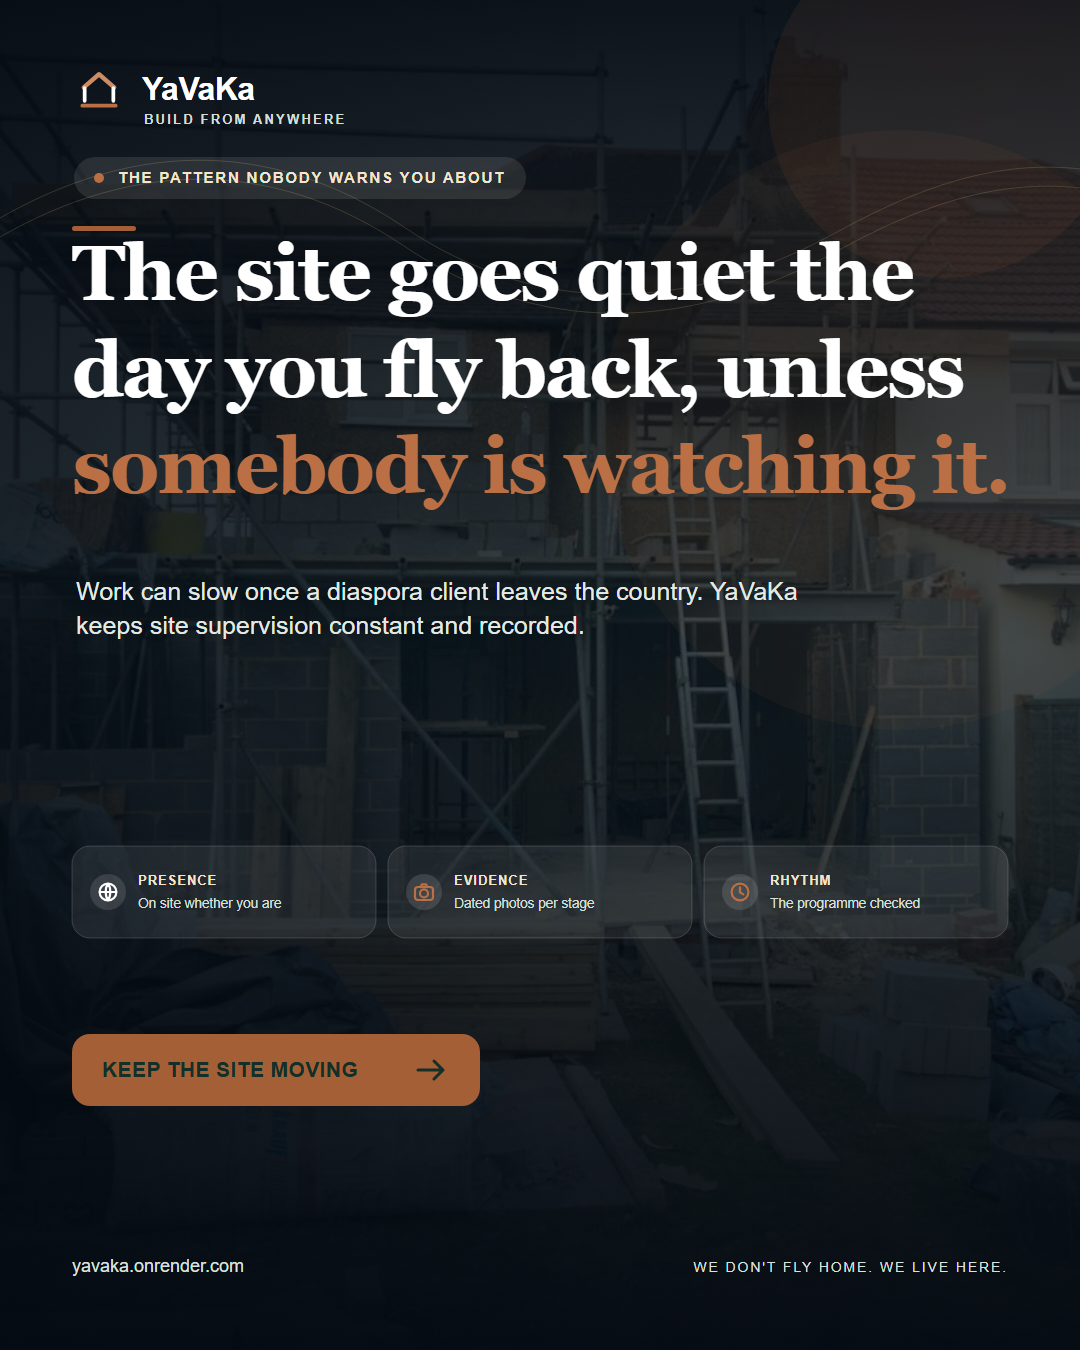 YaVaKa
BUILD FROM ANYWHERE
THE PATTERN NOBODY WARNS YOU ABOUT
The site goes quiet the
day you fly back, unless
somebody is watching it.
Work can slow once a diaspora client leaves the country. YaVaKa
keeps site supervision constant and recorded.
PRESENCE
On site whether you are
EVIDENCE
Dated photos per stage
RHYTHM
The programme checked
KEEP THE SITE MOVING
yavaka.onrender.com
WE DON'T FLY HOME. WE LIVE HERE.